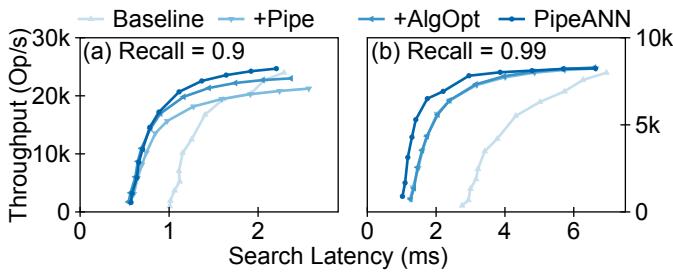 Baseline +Pipe +AlgOpt PipeANN
(a) Recall = 0.9
(b) Recall = 0.99
Throughput (Op/s)
30k
20k
10k
0
10k
5k
0
0 1 2
0 2 4 6
Search Latency (ms)